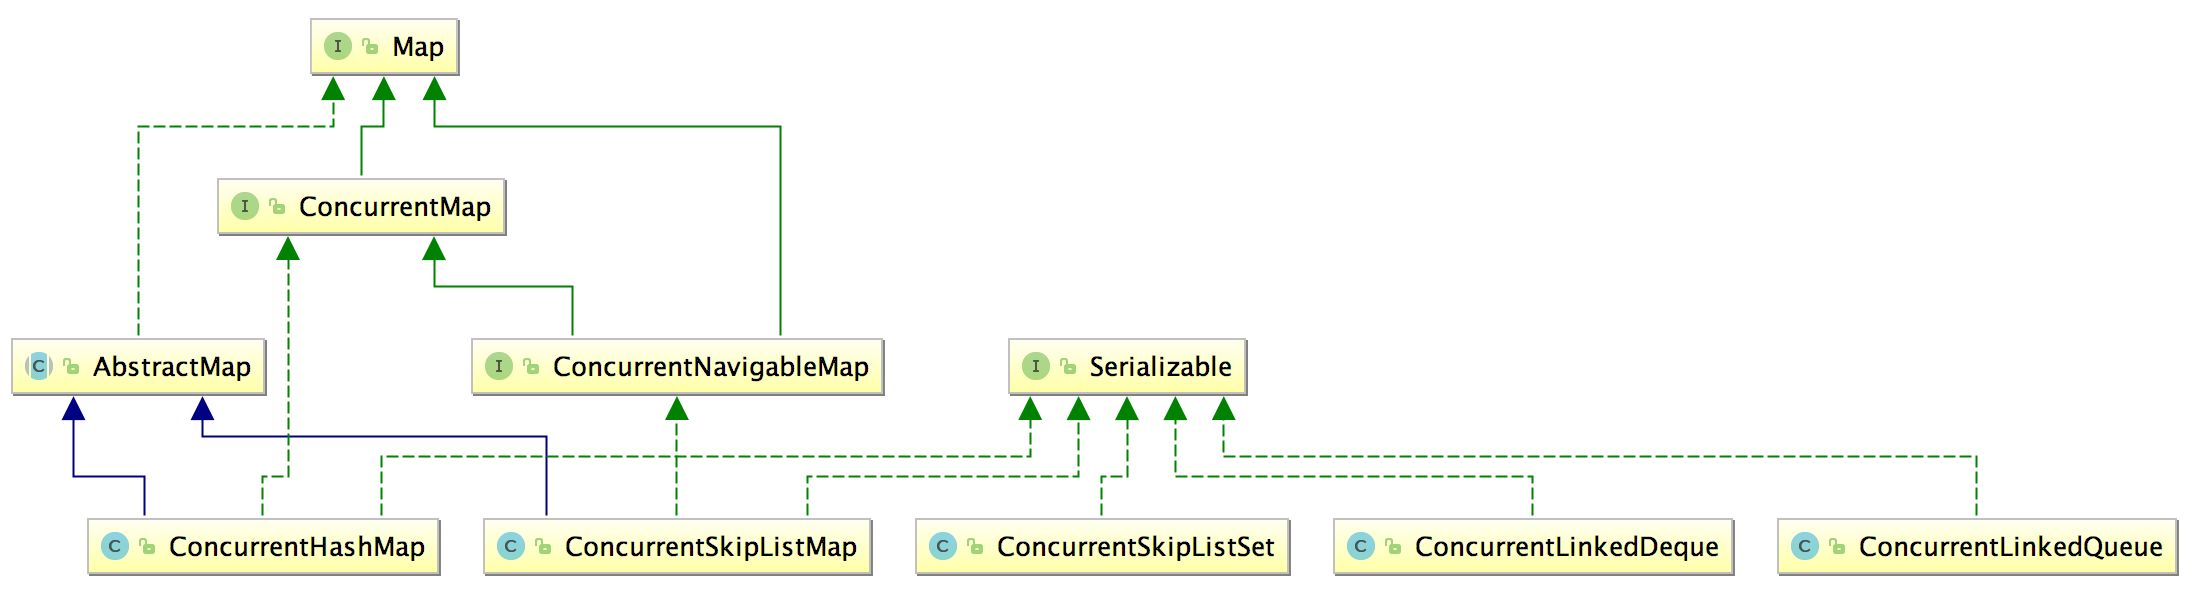 I Map
I ConcurrentMap
C AbstractMap
I ConcurrentNavigableMap
I Serializable
C ConcurrentHashMap
C ConcurrentSkipListMap
C ConcurrentSkipListSet
C ConcurrentLinkedDeque
C ConcurrentLinkedQueue